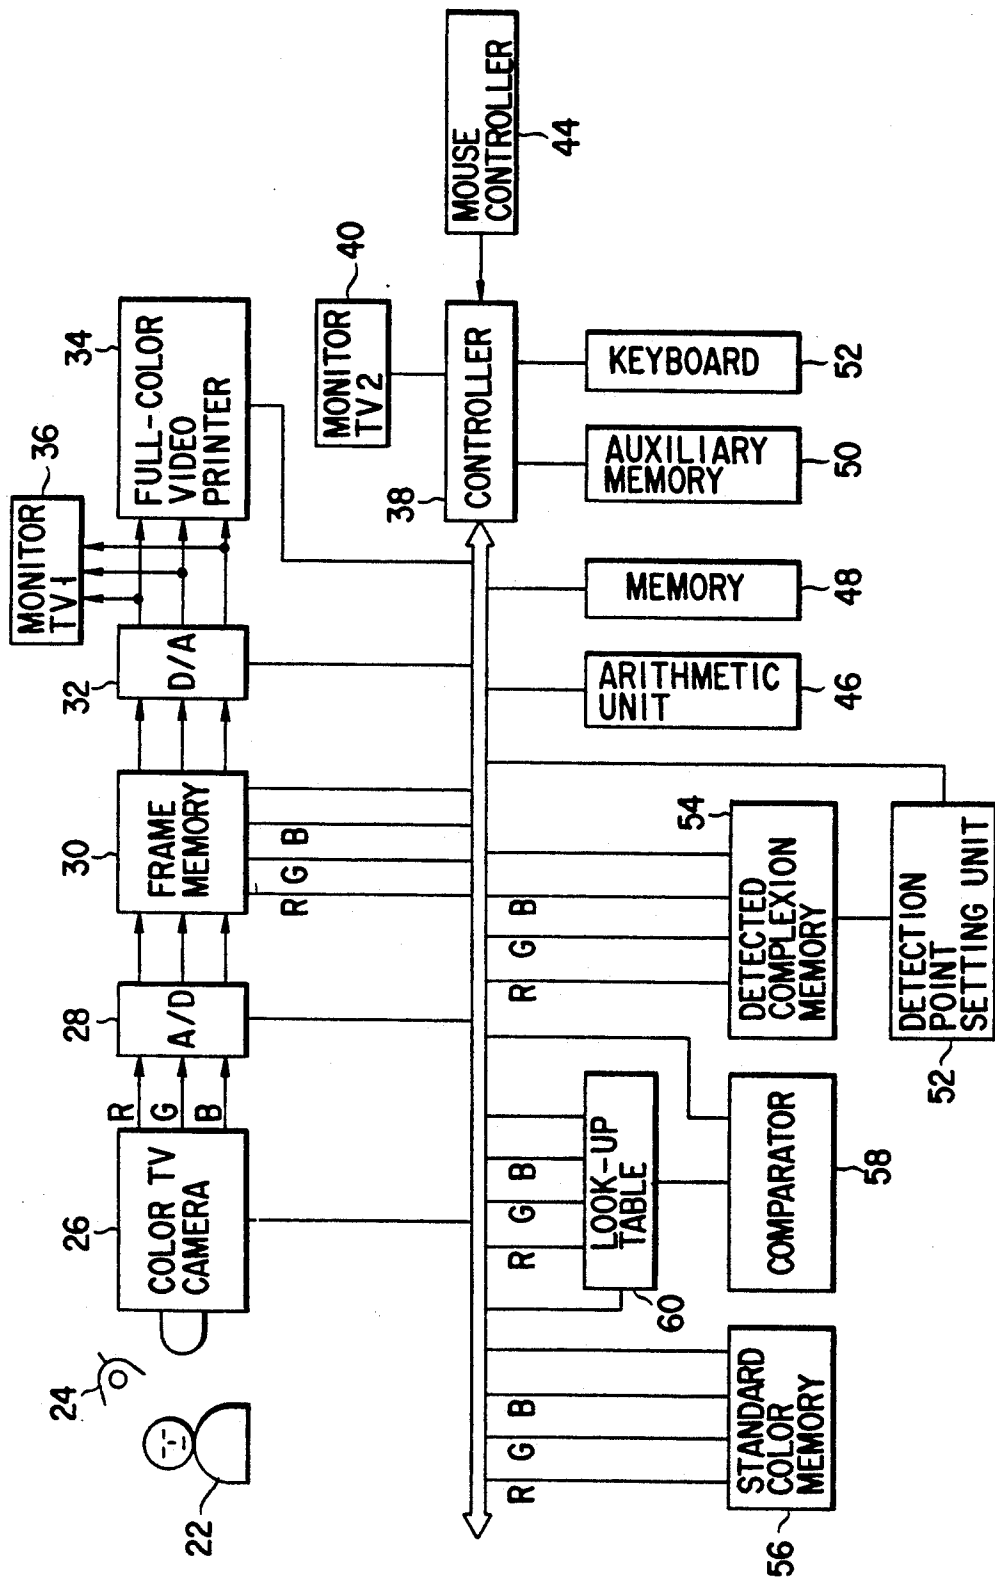 36
MONITOR
TV1
34
FULL-COLOR
VIDEO
PRINTER
32
D/A
30
FRAME
MEMORY
28
A/D
R
G
B
26
COLOR TV
CAMERA
24
22
40
MONITOR
TV2
MOUSE
CONTROLLER
44
38
CONTROLLER
R
G
B
KEYBOARD
52
AUXILIARY
MEMORY
50
MEMORY
48
ARITHMETIC
UNIT
46
R
G
B
54
DETECTED
COMPLEXION
MEMORY
DETECTION
POINT
SETTING UNIT
52
R
G
B
LOOK-UP
TABLE
60
COMPARATOR
58
R
G
B
STANDARD
COLOR
MEMORY
56